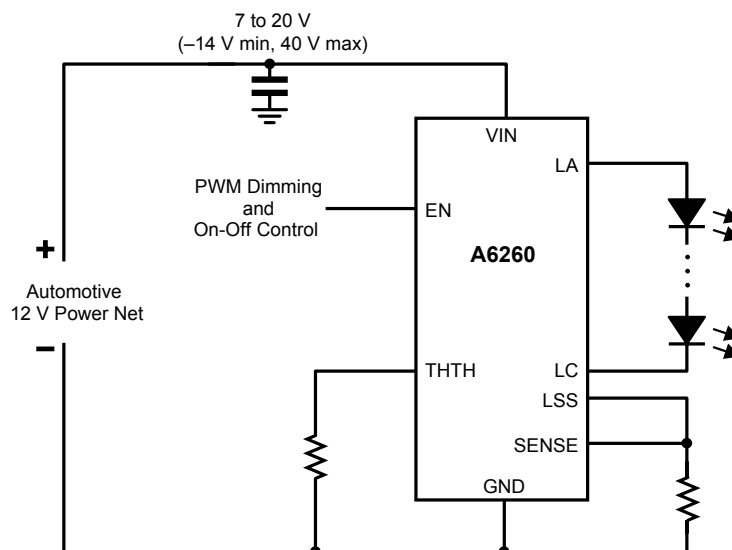 7 to 20 V
(–14 V min, 40 V max)
VIN
LA
PWM Dimming
and
On-Off Control
EN
A6260
+
Automotive
12 V Power Net
–
THTH
LC
LSS
SENSE
GND